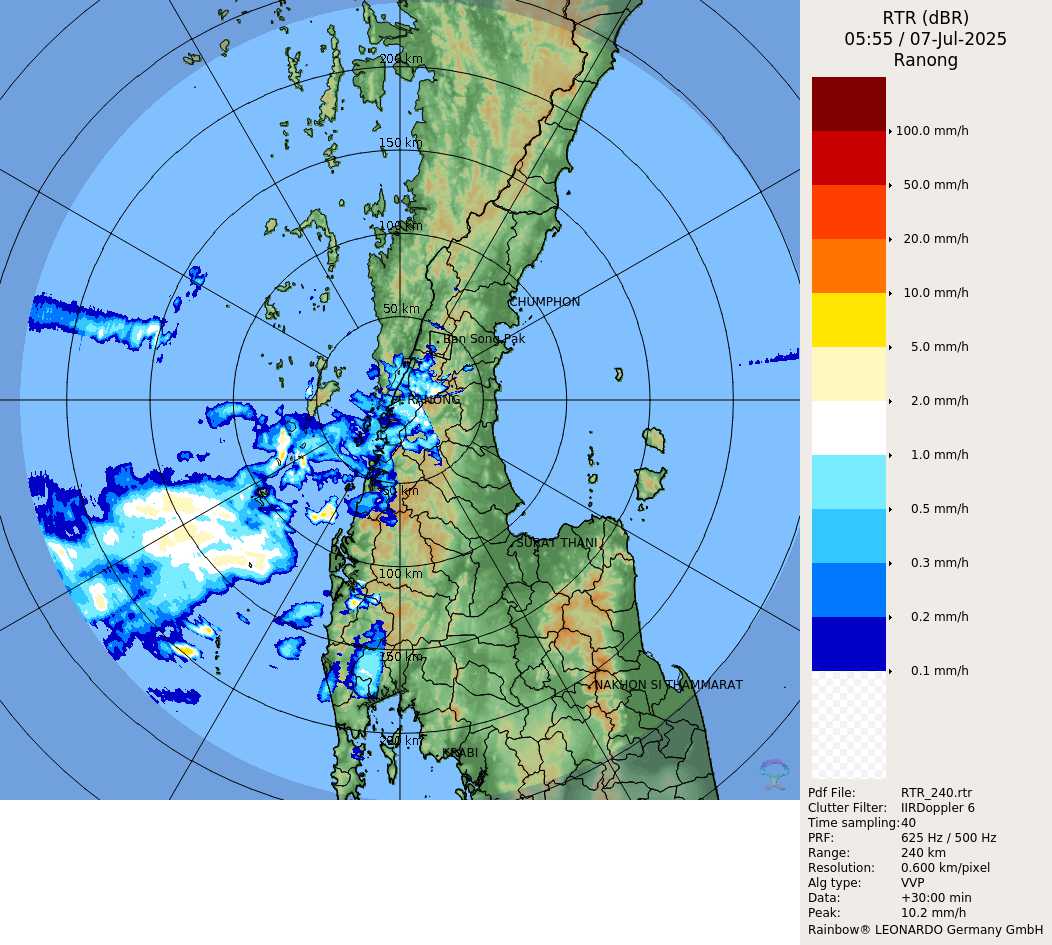 RTR (dBR)
05:55 / 07-Jul-2025
Ranong
200 km
150 km
100 km
50 km
CHUMPHON
Ban Song Pak
RANONG
50 km
SURAT THANI
100 km
150 km
NAKHON SI THAMMARAT
200 km
KRABI
100.0 mm/h
50.0 mm/h
20.0 mm/h
10.0 mm/h
5.0 mm/h
2.0 mm/h
1.0 mm/h
0.5 mm/h
0.3 mm/h
0.2 mm/h
0.1 mm/h
Pdf File: RTR_240.rtr
Clutter Filter: IIRDoppler 6
Time sampling: 40
PRF: 625 Hz / 500 Hz
Range: 240 km
Resolution: 0.600 km/pixel
Alg type: VVP
Data: +30:00 min
Peak: 10.2 mm/h
Rainbow® LEONARDO Germany GmbH